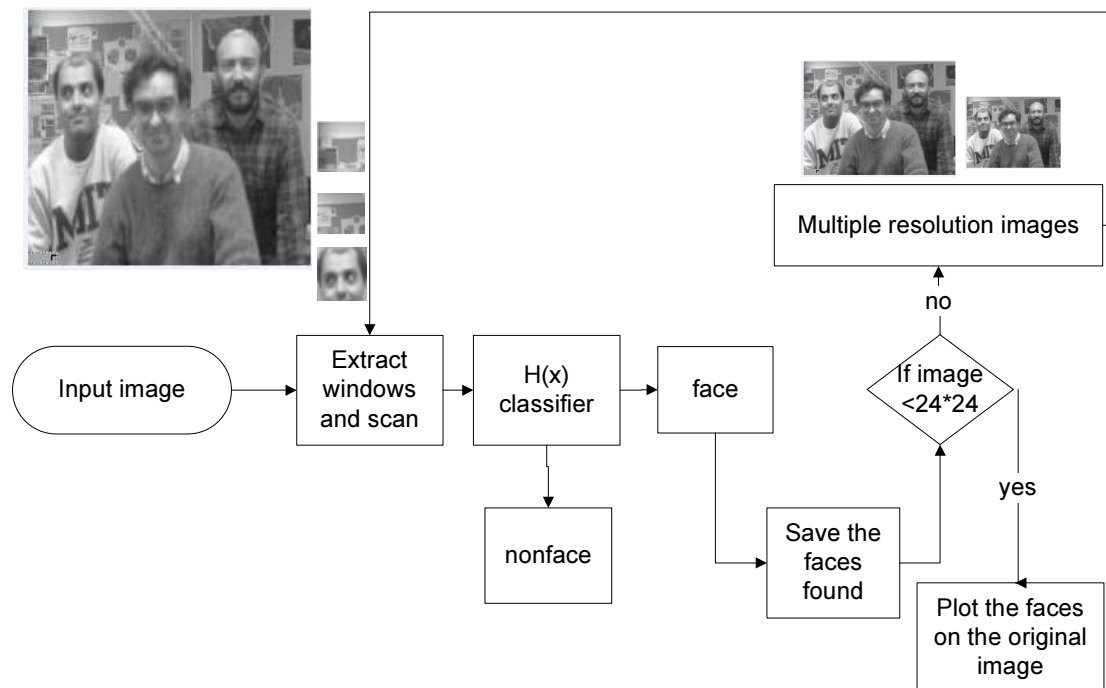 Multiple resolution images
no
Input image
Extract
windows
and scan
H(x)
classifier
face
If image
<24*24
yes
nonface
Save the
faces
found
Plot the faces
on the original
image